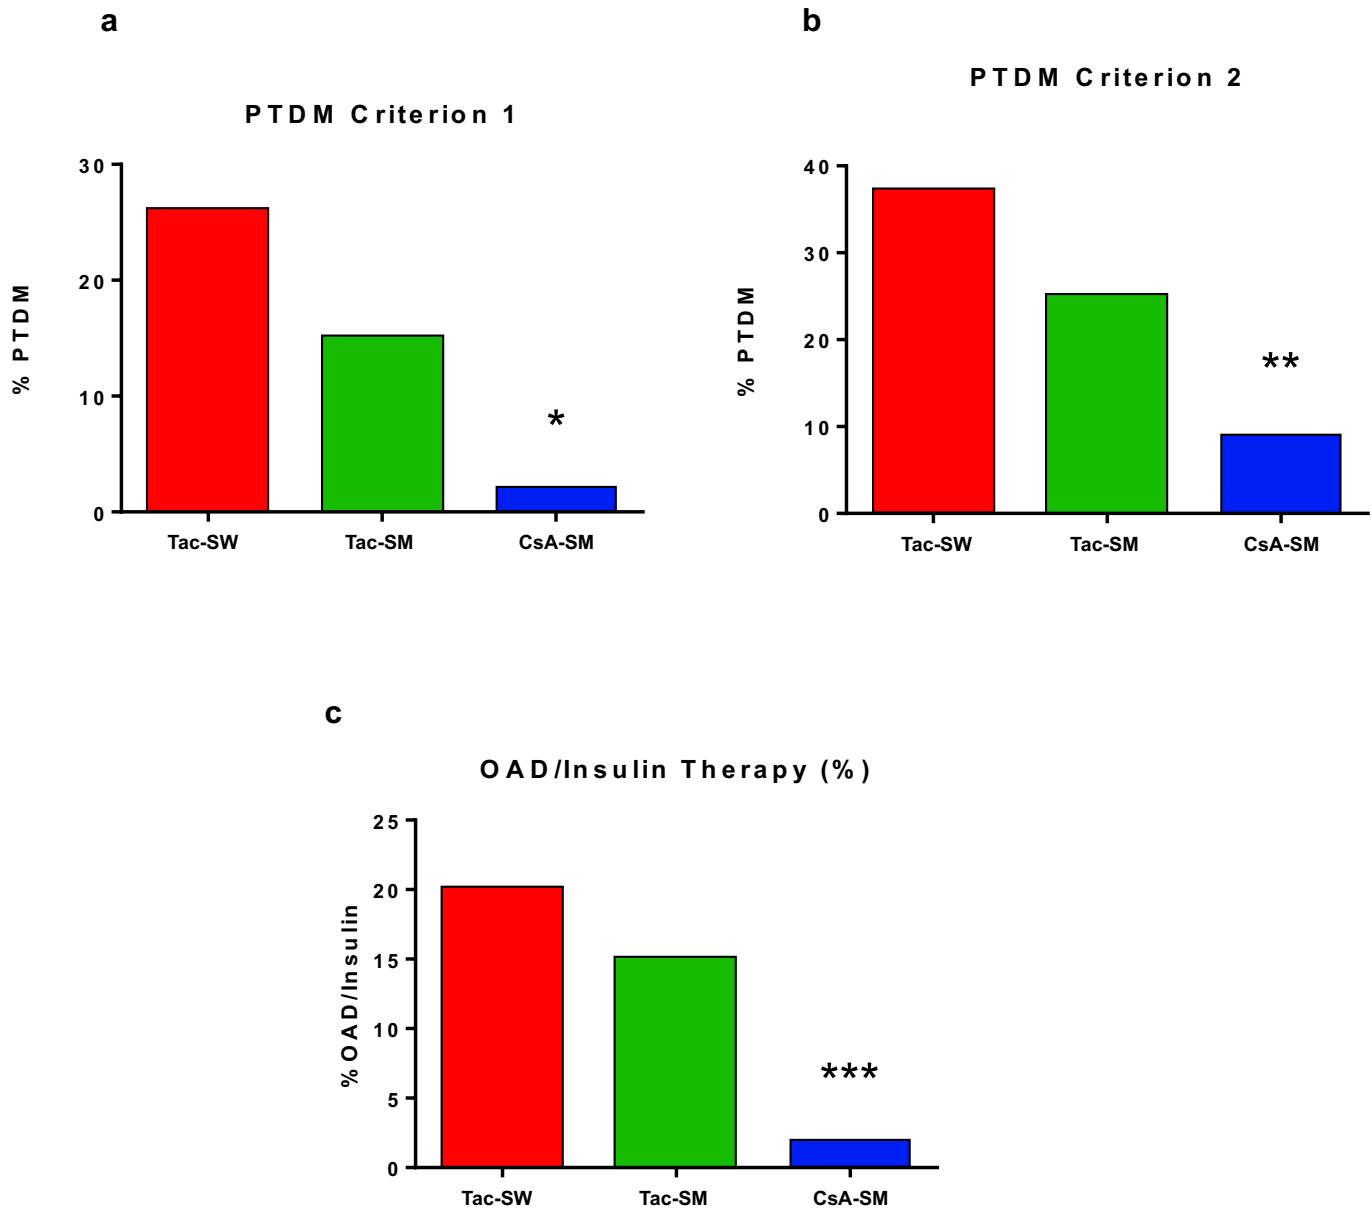 a
PTDM Criterion 1
% PTDM
30
20
10
0
*
Tac-SW Tac-SM CsA-SM
b
PTDM Criterion 2
% PTDM
40
30
20
10
0
**
Tac-SW Tac-SM CsA-SM
c
OAD/Insulin Therapy (%)
% OAD/Insulin
25
20
15
10
5
0
***
Tac-SW Tac-SM CsA-SM